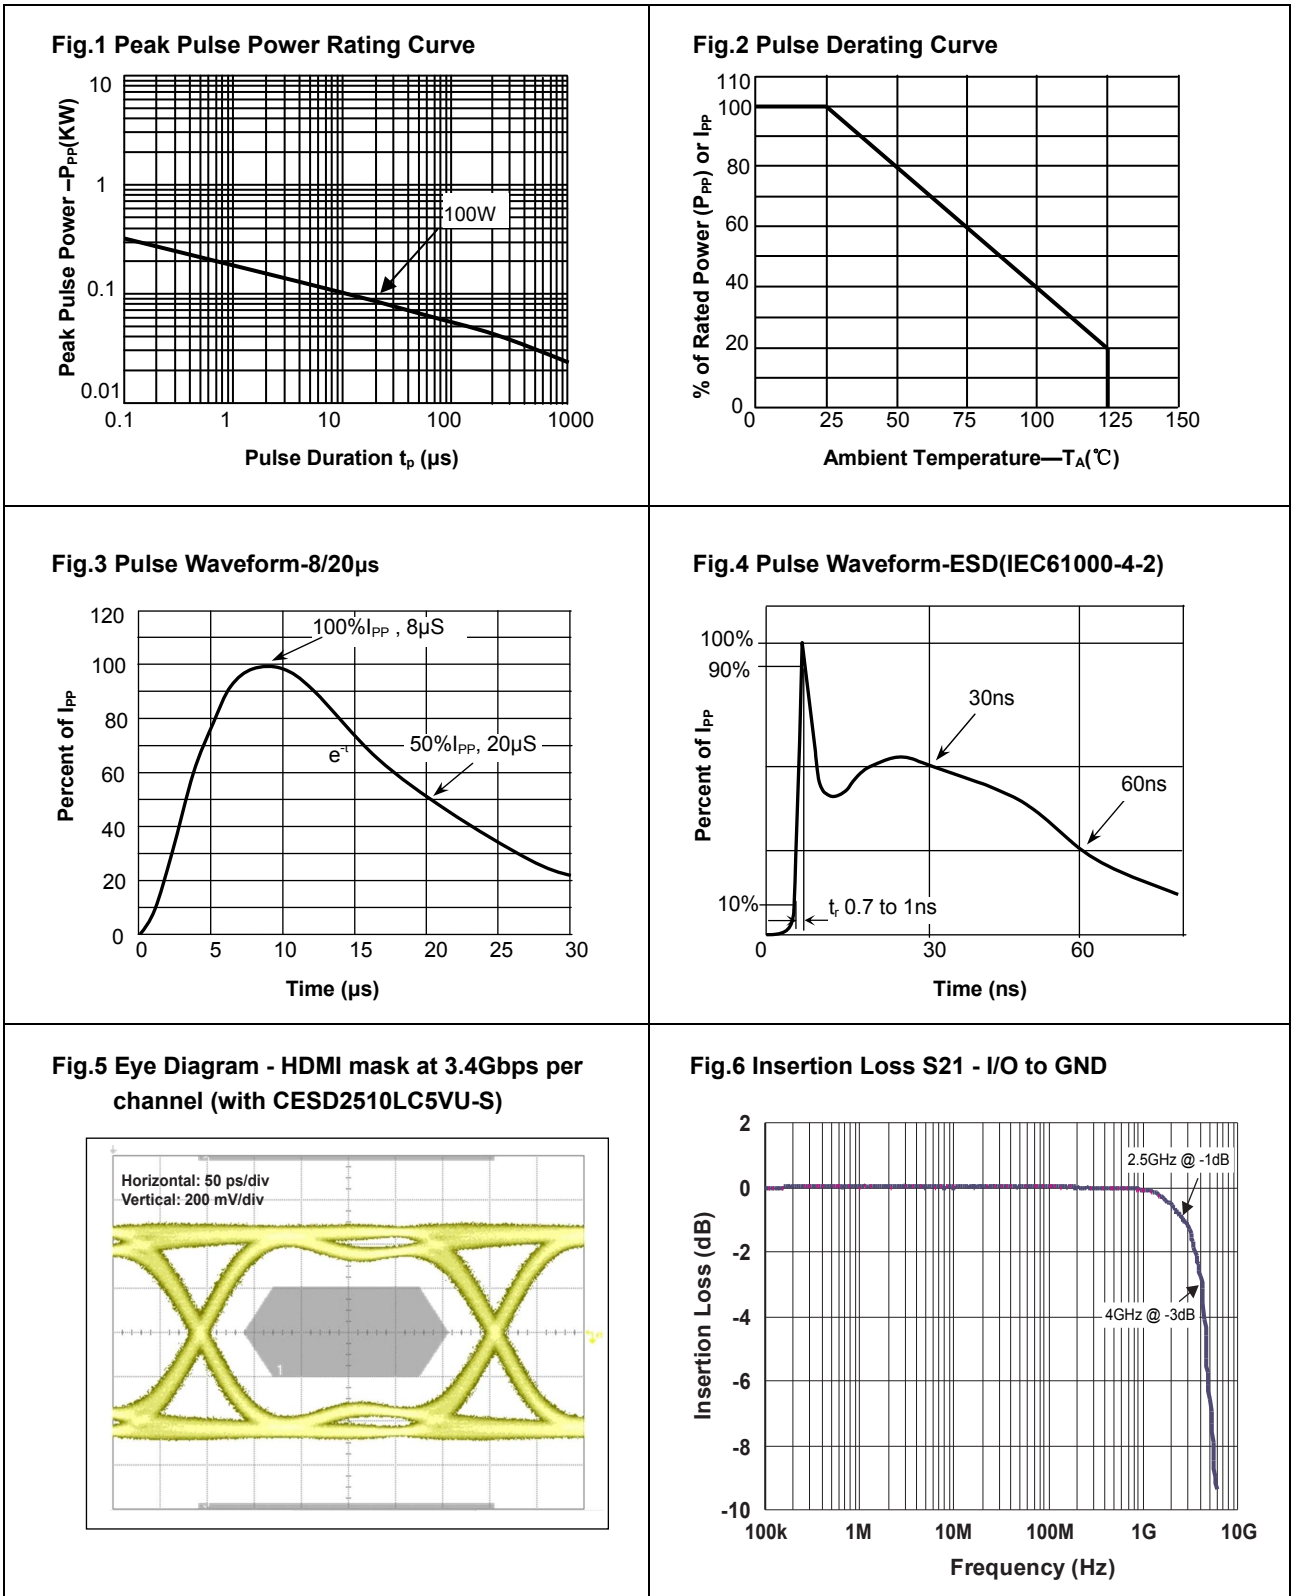 Fig.1 Peak Pulse Power Rating Curve
Peak Pulse Power –PPP(KW)
10
1
0.1
0.01
100W
0.1 1 10 100 1000
Pulse Duration tp (µs)
Fig.2 Pulse Derating Curve
% of Rated Power (PPP) or IPP
110
100
80
60
40
20
0
0 25 50 75 100 125 150
Ambient Temperature—TA(℃)
Fig.3 Pulse Waveform-8/20µs
Percent of IPP
120
100
80
60
40
20
0
100%IPP , 8µS
e-t
50%IPP, 20µS
0 5 10 15 20 25 30
Time (µs)
Fig.4 Pulse Waveform-ESD(IEC61000-4-2)
Percent of IPP
100%
90%
10%
30ns
60ns
tr 0.7 to 1ns
0 30 60
Time (ns)
Fig.5 Eye Diagram - HDMI mask at 3.4Gbps per
channel (with CESD2510LC5VU-S)
Horizontal: 50 ps/div
Vertical: 200 mV/div
1
Fig.6 Insertion Loss S21 - I/O to GND
Insertion Loss (dB)
2
0
-2
-4
-6
-8
-10
2.5GHz @ -1dB
4GHz @ -3dB
100k 1M 10M 100M 1G 10G
Frequency (Hz)